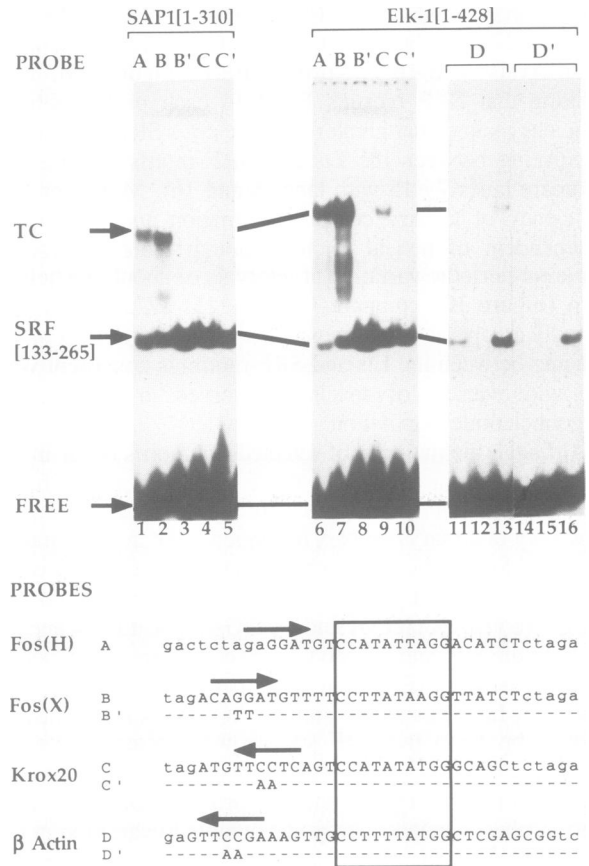 SAP1[1-310] Elk-1[1-428]
PROBE A B B' C C' A B B' C C' D D'
TC
SRF
[133-265]
FREE
1 2 3 4 5 6 7 8 9 10 11 12 13 14 15 16
PROBES
Fos(H) A gactctagaGGATGTCCATATTAGGACATCTctaga
Fos(X) B tagACAGGATGTTTTCCTTATAAGGTTATCTctaga
B' ------TT---------------------------
Krox20 C tagATGTTCCTCAGTCCATATATGGGCAGCtctaga
C' --------AA--------------------------
β Actin D gaGTTCCGAAAGTTGCCTTTTATGGCTCGAGCGGtc
D' -----AA-----------------------------